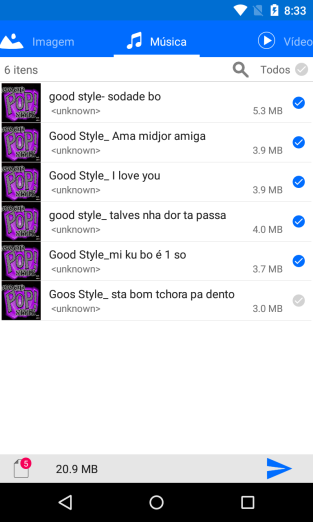 8:33
Imagem
Música
Vídeo
6 itens
Todos
good style- sodade bo
<unknown>
5.3 MB
Good Style_ Ama midjor amiga
<unknown>
3.9 MB
Good Style_ I love you
<unknown>
3.9 MB
good style_ talves nha dor ta passa
<unknown>
4.0 MB
Good Style_mi ku bo é 1 so
<unknown>
3.7 MB
Goos Style_ sta bom tchora pa dento
<unknown>
3.0 MB
5
20.9 MB